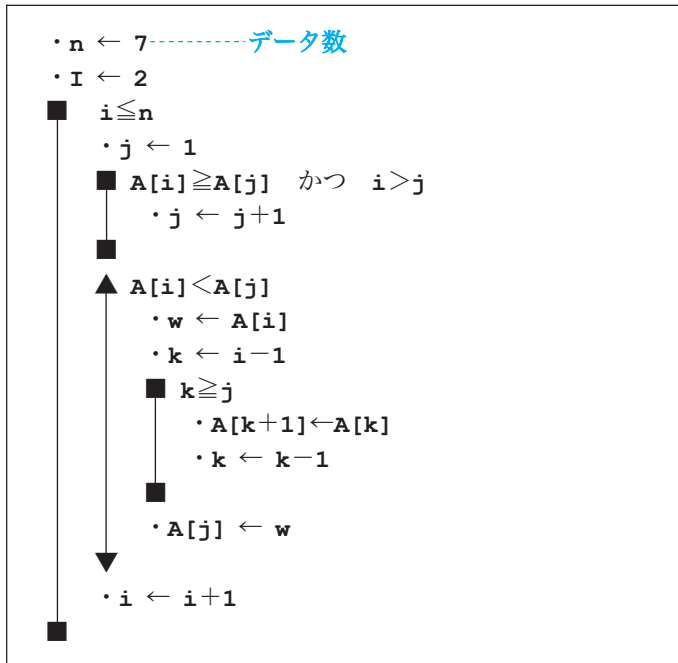 ・n ← 7----------データ数
・I ← 2
■ i≦n
・j ← 1
■ A[i]≧A[j] かつ i＞j
・j ← j＋1
■
▲ A[i]＜A[j]
・w ← A[i]
・k ← i－1
■ k≧j
・A[k＋1]←A[k]
・k ← k－1
■
・A[j] ← w
▼
・i ← i＋1
■